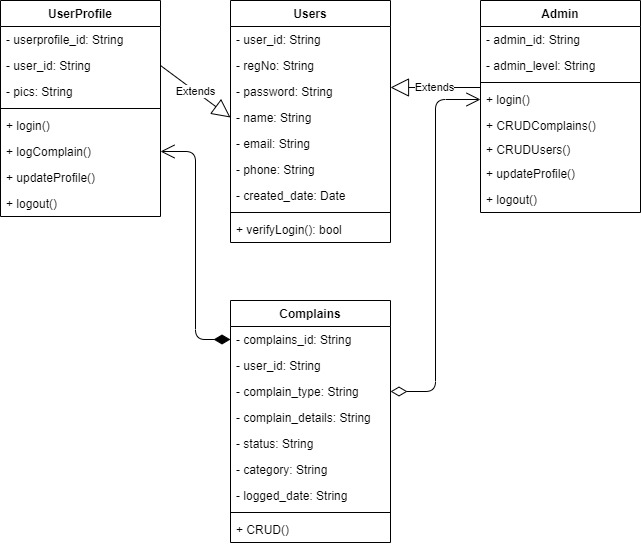 UserProfile
- userprofile_id: String
- user_id: String
- pics: String
+ login()
+ logComplain()
+ updateProfile()
+ logout()
Extends
Users
- user_id: String
- regNo: String
- password: String
- name: String
- email: String
- phone: String
- created_date: Date
+ verifyLogin(): bool
Extends
Admin
- admin_id: String
- admin_level: String
+ login()
+ CRUDComplains()
+ CRUDUsers()
+ updateProfile()
+ logout()
Complains
- complains_id: String
- user_id: String
- complain_type: String
- complain_details: String
- status: String
- category: String
- logged_date: String
+ CRUD()